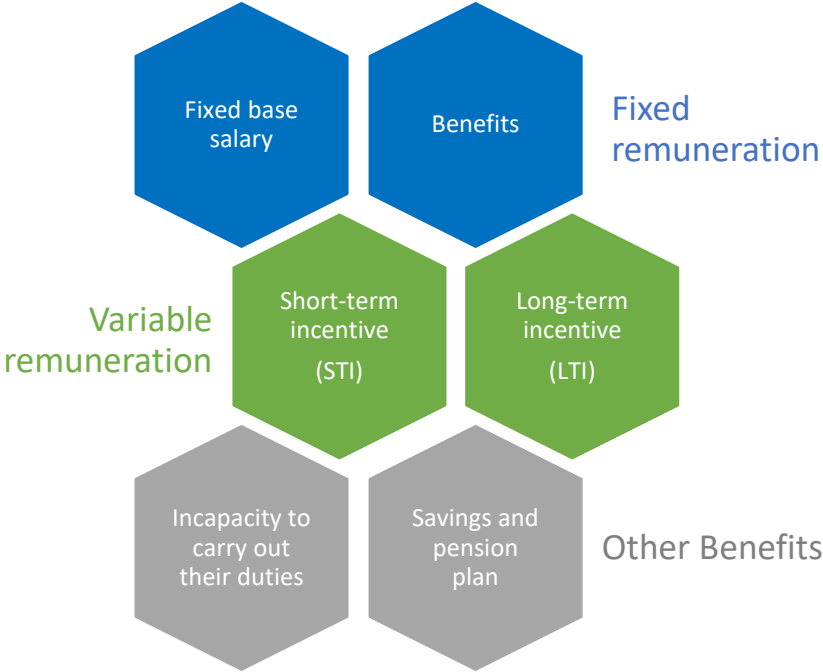 Fixed base
salary
Benefits
Fixed
remuneration
Variable
remuneration
Short-term
incentive
(STI)
Long-term
incentive
(LTI)
Incapacity to
carry out
their duties
Savings and
pension
plan
Other Benefits